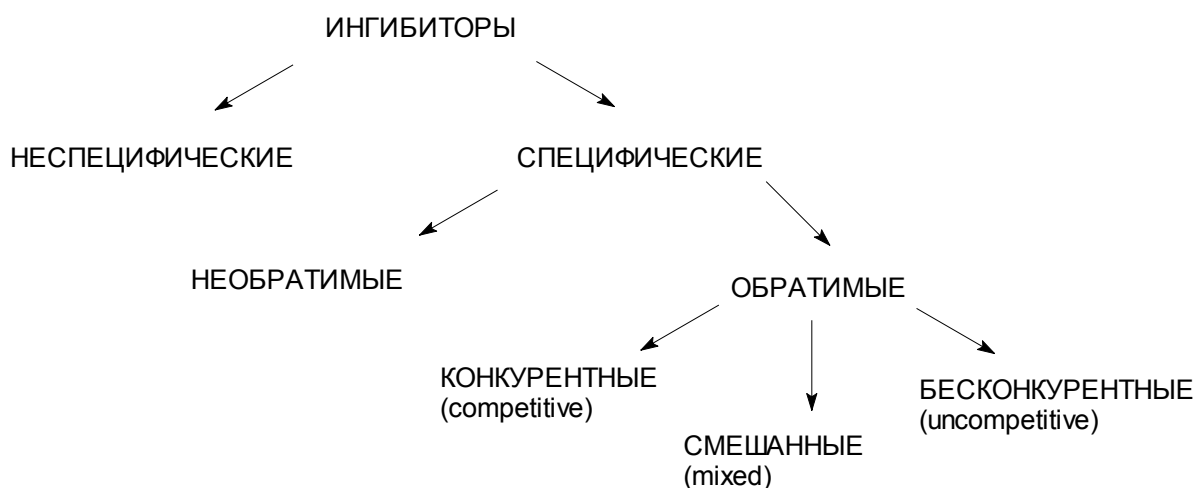 ИНГИБИТОРЫ
НЕСПЕЦИФИЧЕСКИЕ
СПЕЦИФИЧЕСКИЕ
НЕОБРАТИМЫЕ
ОБРАТИМЫЕ
КОНКУРЕНТНЫЕ
(competitive)
СМЕШАННЫЕ
(mixed)
БЕСКОНКУРЕНТНЫЕ
(uncompetitive)